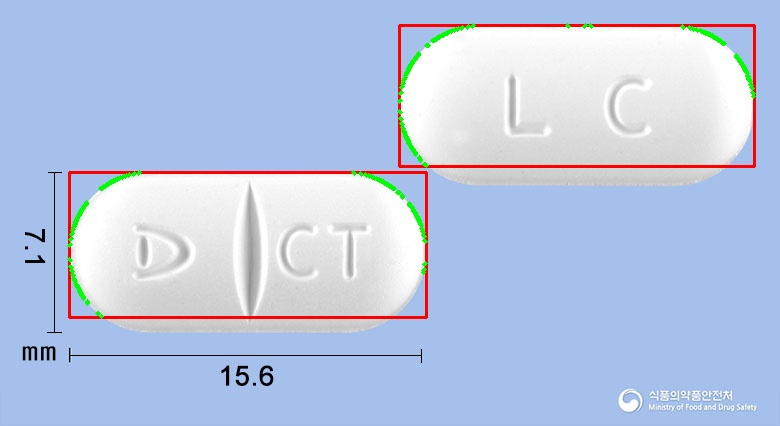 L C
D CT
7.1
mm
15.6
식품의약품안전처
Ministry of Food and Drug Safety